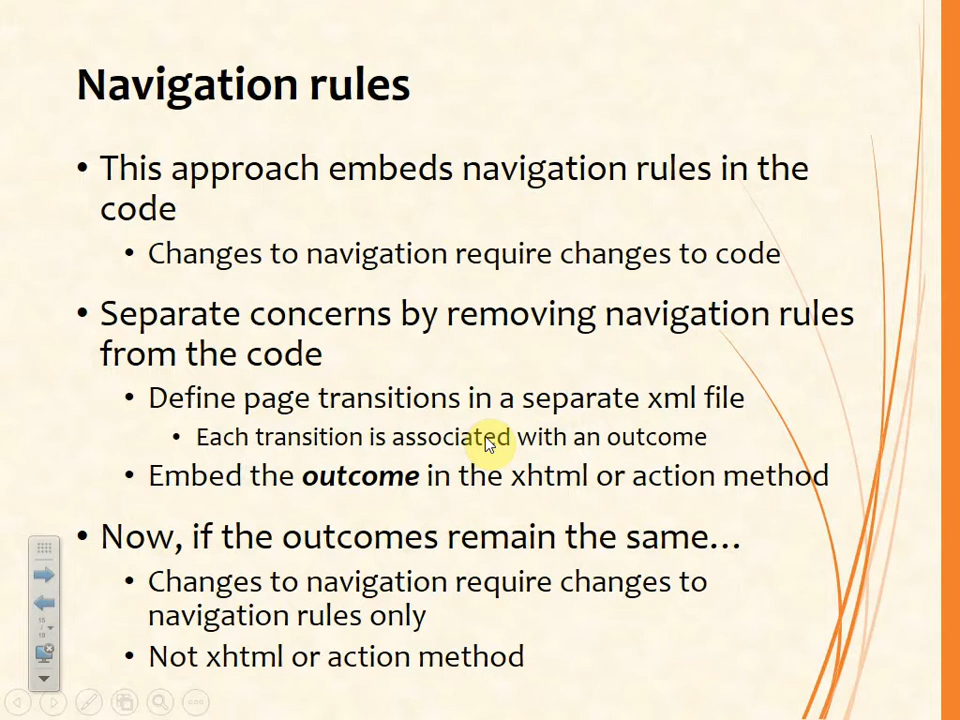 Navigation rules
• This approach embeds navigation rules in the
code
• Changes to navigation require changes to code
• Separate concerns by removing navigation rules
from the code
• Define page transitions in a separate xml file
• Each transition is associated with an outcome
• Embed the outcome in the xhtml or action method
• Now, if the outcomes remain the same…
• Changes to navigation require changes to
navigation rules only
• Not xhtml or action method
15
/
19